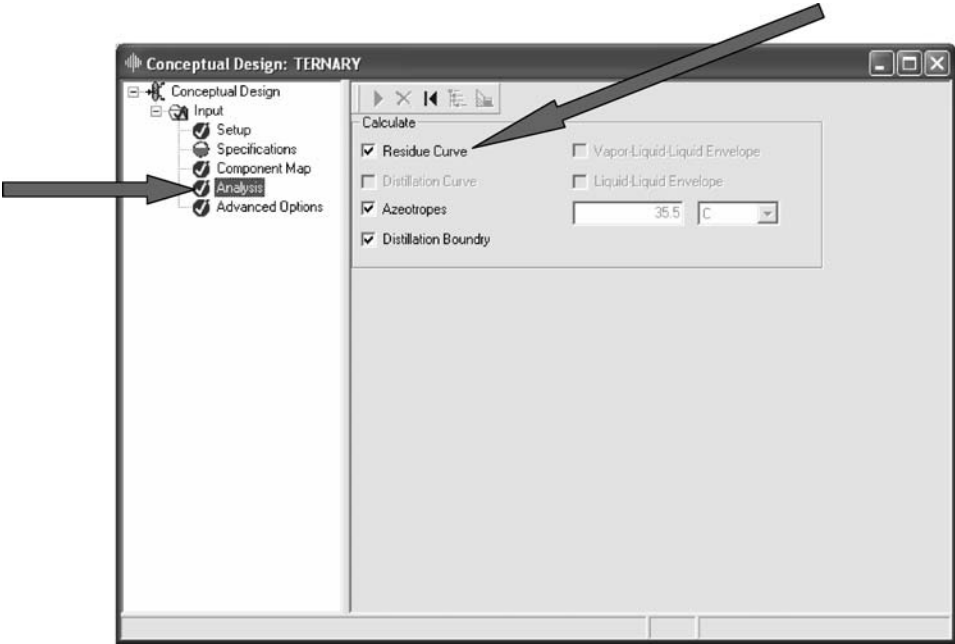 Conceptual Design: TERNARY
Conceptual Design
Input
Setup
Specifications
Component Map
Analysis
Advanced Options
Calculate
Residue Curve
Vapor-Liquid-Liquid Envelope
Distillation Curve
Liquid-Liquid Envelope
Azeotropes
35.5 C
Distillation Boundry